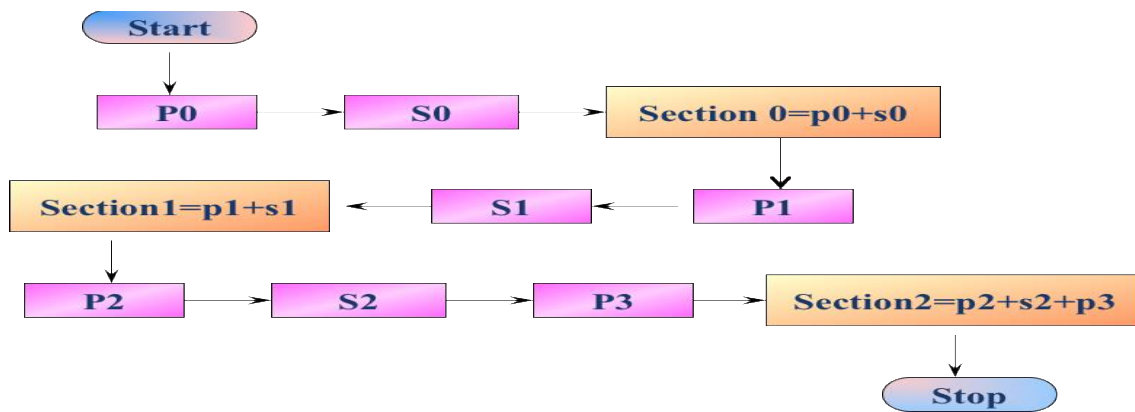 Start
P0
S0
Section 0=p0+s0
P1
S1
Section1=p1+s1
P2
S2
P3
Section2=p2+s2+p3
Stop